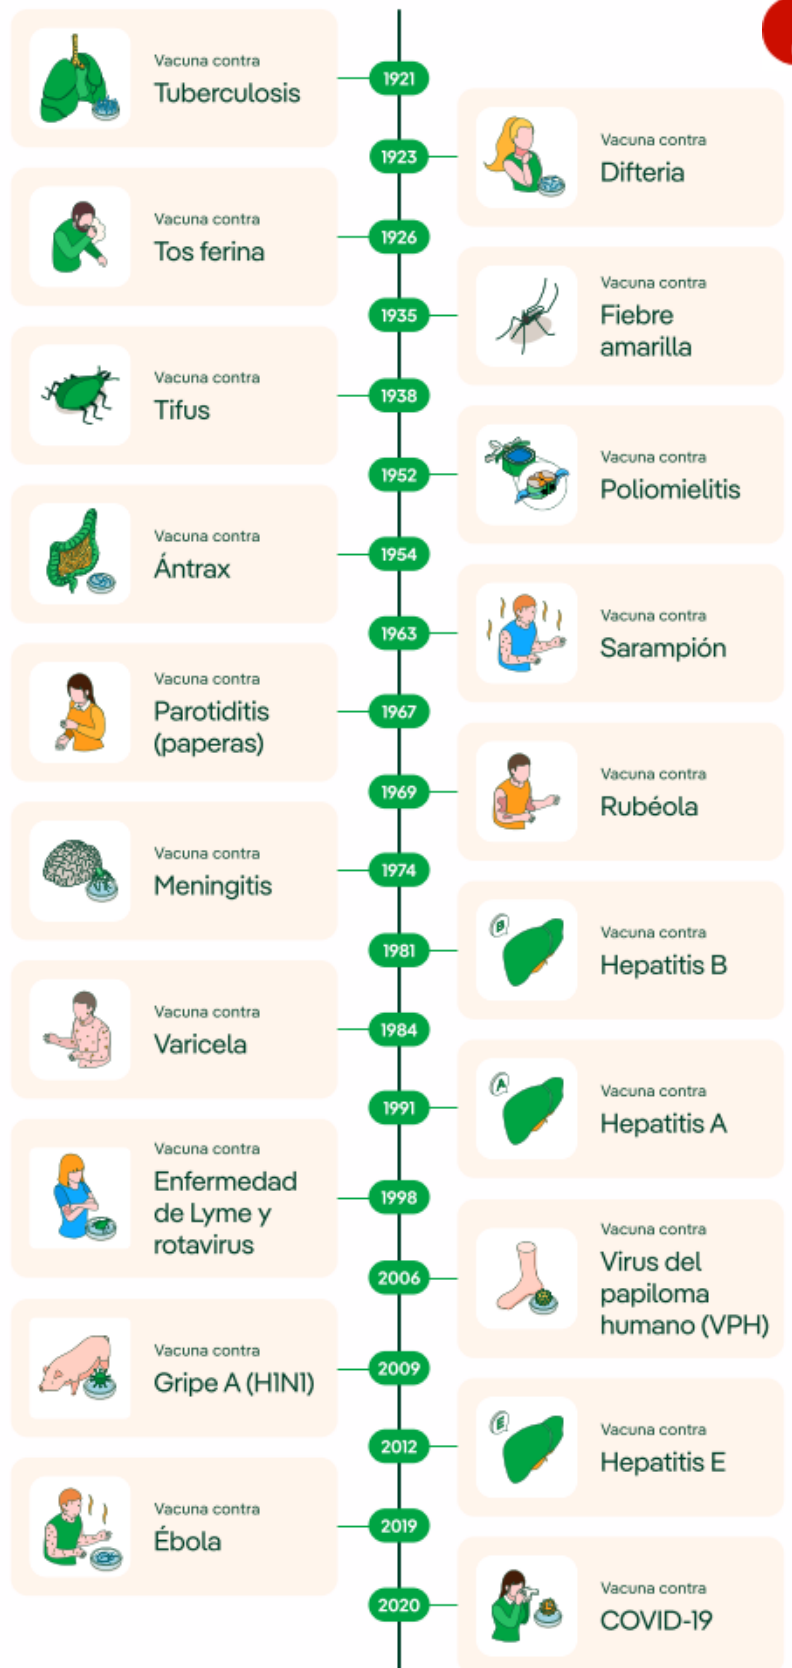 Vacuna contra
Tuberculosis
1921
1923
Vacuna contra
Difteria
Vacuna contra
Tos ferina
1926
1935
Vacuna contra
Fiebre
amarilla
Vacuna contra
Tifus
1938
1952
Vacuna contra
Poliomielitis
Vacuna contra
Ántrax
1954
1963
Vacuna contra
Sarampión
Vacuna contra
Parotiditis
(paperas)
1967
1969
Vacuna contra
Rubéola
Vacuna contra
Meningitis
1974
1981
B
Vacuna contra
Hepatitis B
Vacuna contra
Varicela
1984
1991
A
Vacuna contra
Hepatitis A
Vacuna contra
Enfermedad
de Lyme y
rotavirus
1998
2006
Vacuna contra
Virus del
papiloma
humano (VPH)
Vacuna contra
Gripe A (H1N1)
2009
2012
E
Vacuna contra
Hepatitis E
Vacuna contra
Ébola
2019
2020
Vacuna contra
COVID-19